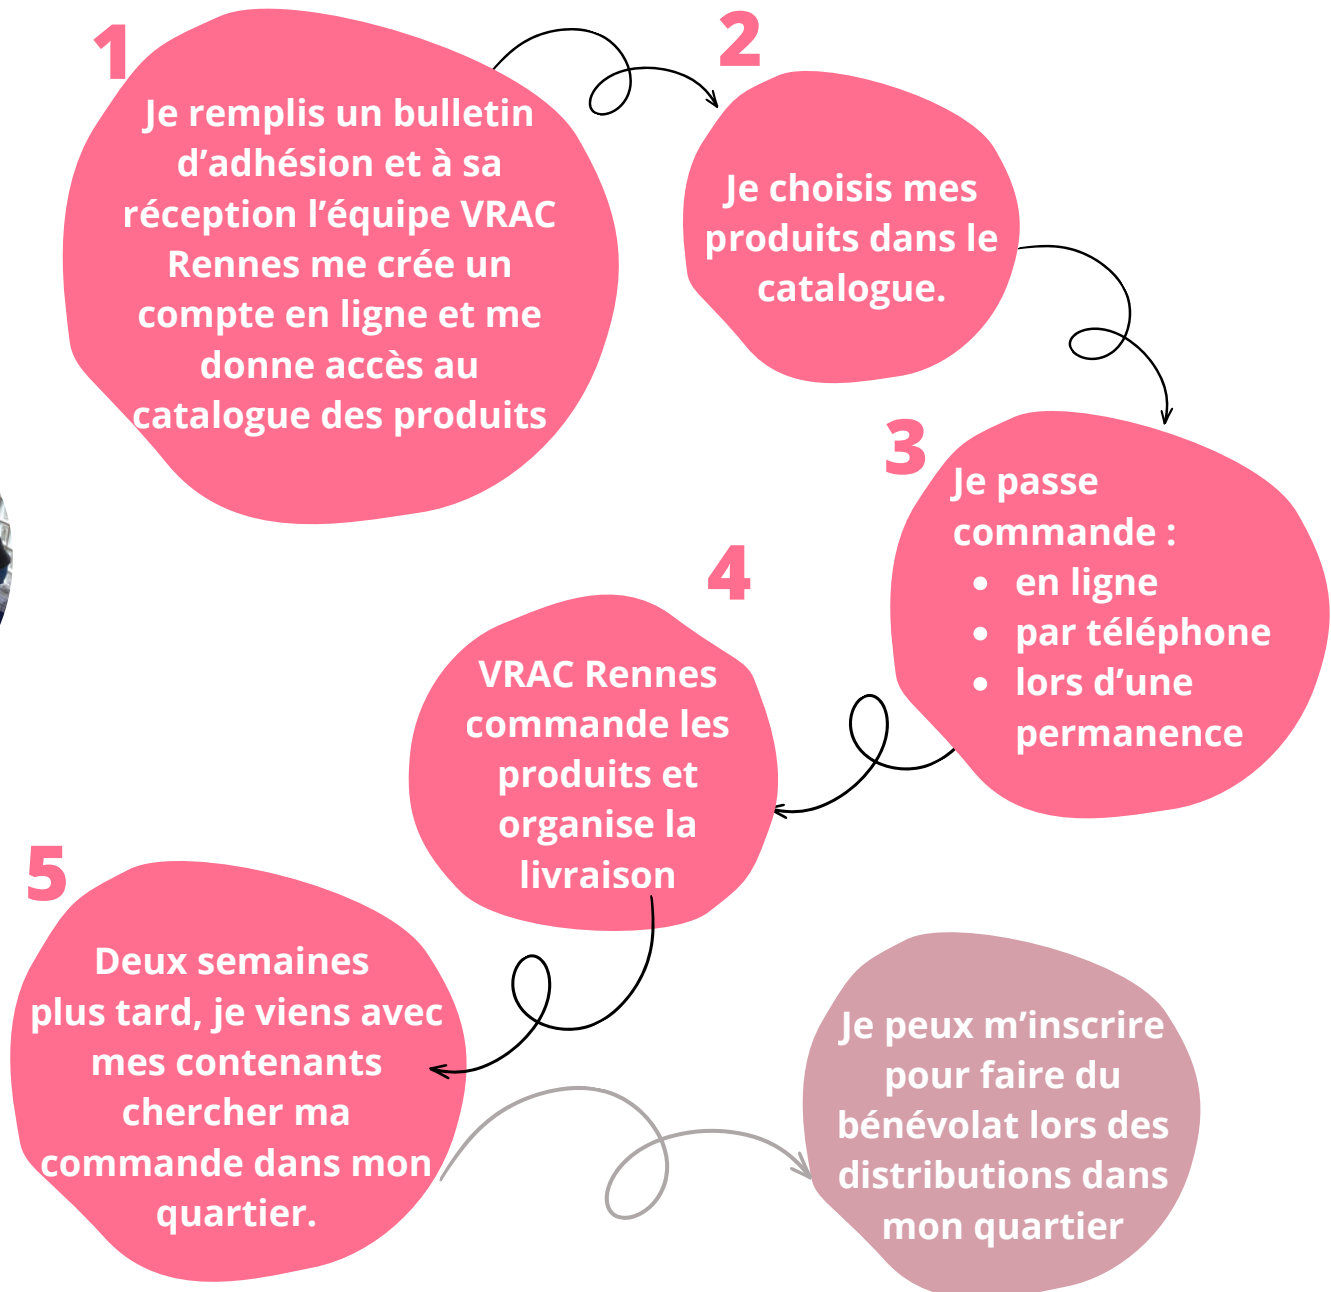 1
Je remplis un bulletin
d’adhésion et à sa
réception l’équipe VRAC
Rennes me crée un
compte en ligne et me
donne accès au
catalogue des produits
2
Je choisis mes
produits dans le
catalogue.
3
Je passe
commande :
• en ligne
• par téléphone
• lors d’une
permanence
4
VRAC Rennes
commande les
produits et
organise la
livraison
5
Deux semaines
plus tard, je viens avec
mes contenants
chercher ma
commande dans mon
quartier.
Je peux m’inscrire
pour faire du
bénévolat lors des
distributions dans
mon quartier